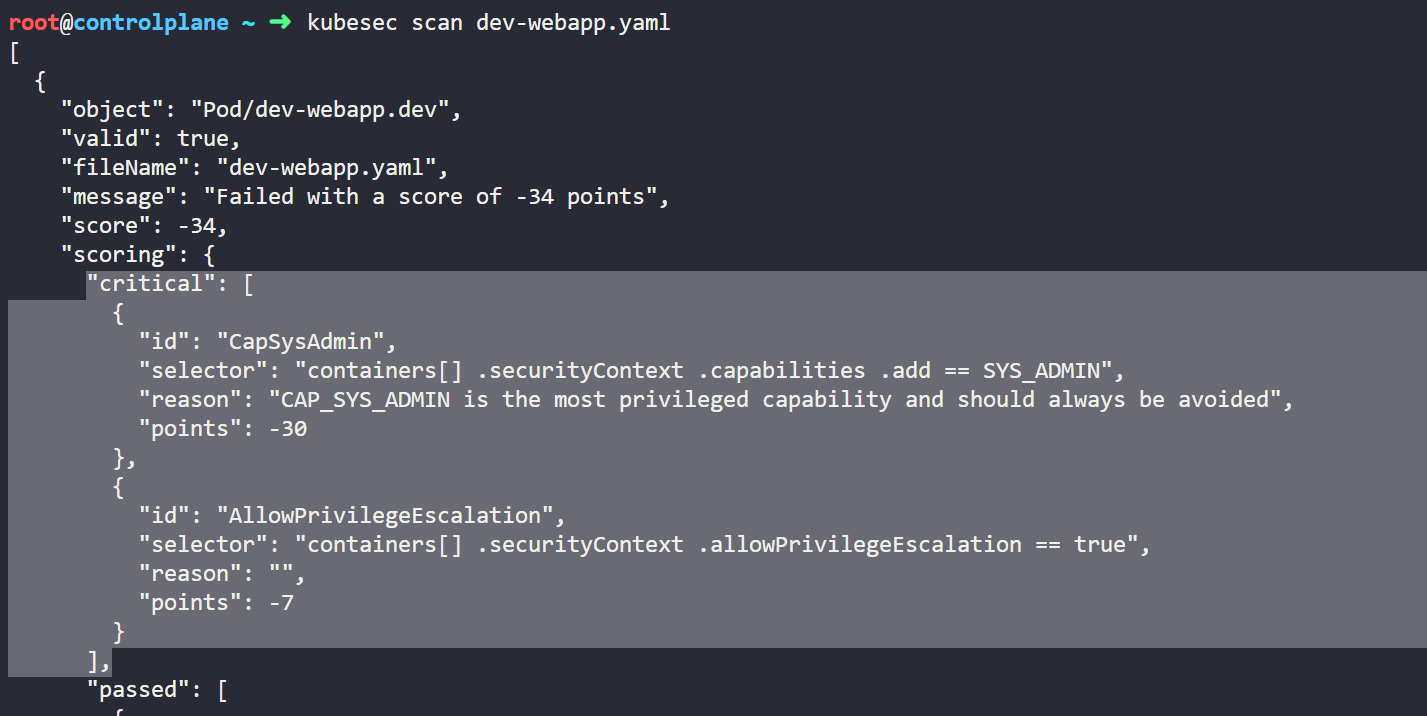 root@controlplane ~ ➜ kubesec scan dev-webapp.yaml
[
  {
    "object": "Pod/dev-webapp.dev",
    "valid": true,
    "fileName": "dev-webapp.yaml",
    "message": "Failed with a score of -34 points",
    "score": -34,
    "scoring": {
      "critical": [
        {
          "id": "CapSysAdmin",
          "selector": "containers[] .securityContext .capabilities .add == SYS_ADMIN",
          "reason": "CAP_SYS_ADMIN is the most privileged capability and should always be avoided",
          "points": -30
        },
        {
          "id": "AllowPrivilegeEscalation",
          "selector": "containers[] .securityContext .allowPrivilegeEscalation == true",
          "reason": "",
          "points": -7
        }
      ],
      "passed": [
        {